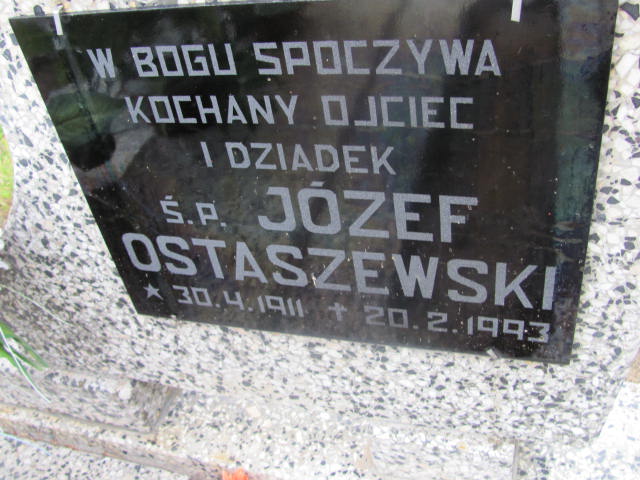 W BOGU SPOCZYWA
KOCHANY OJCIEC
I DZIADEK
Ś.P. JÓZEF
OSTASZEWSKI
★ 30.4.1911 ✝ 20.2.1993